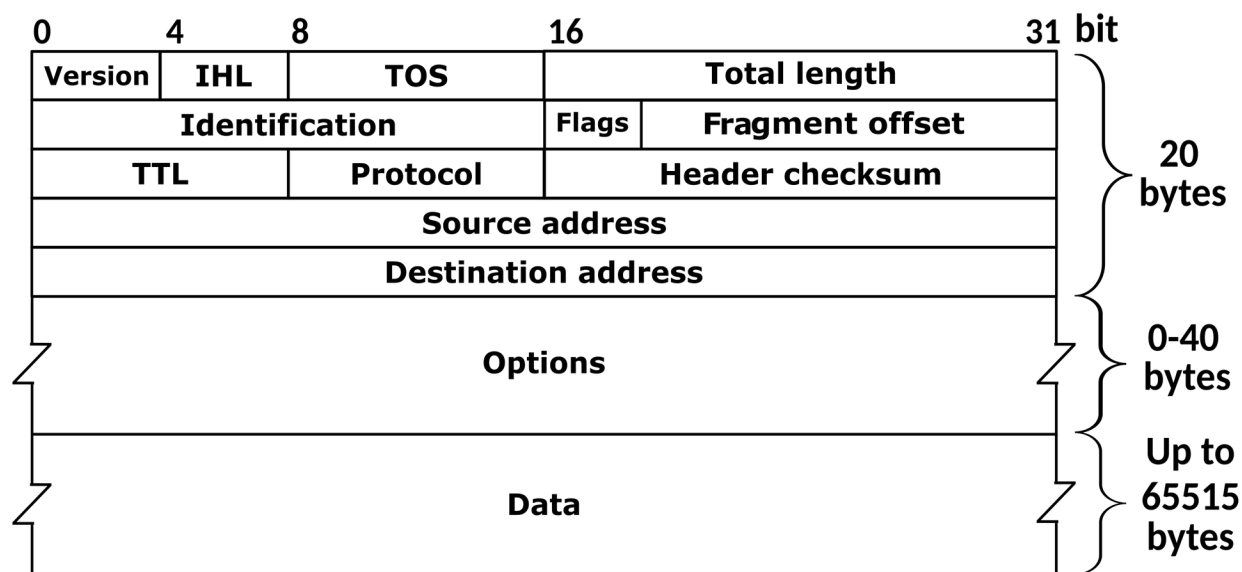 0 4 8 16 31 bit
Version IHL TOS Total length
Identification Flags Fragment offset
TTL Protocol Header checksum
Source address
Destination address
20
bytes
Options
0-40
bytes
Data
Up to
65515
bytes